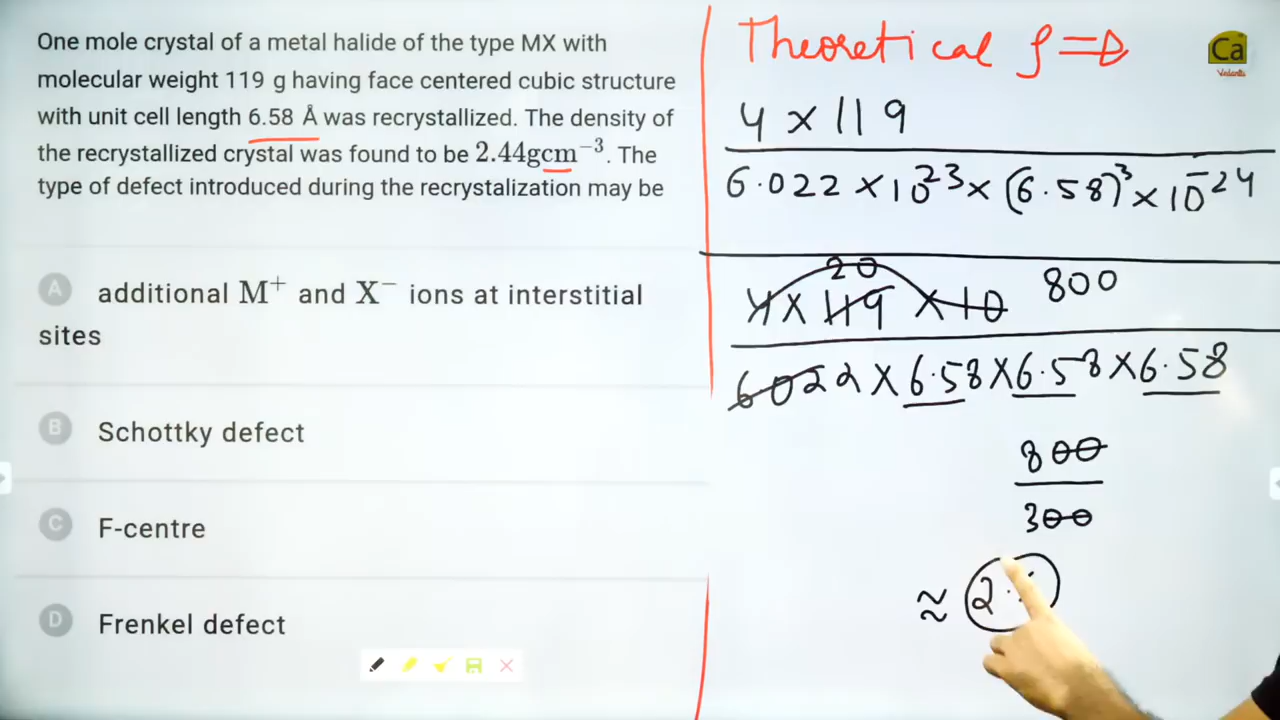 One mole crystal of a metal halide of the type MX with
molecular weight 119 g having face centered cubic structure
with unit cell length 6.58 Å was recrystallized. The density of
the recrystallized crystal was found to be 2.44gcm⁻³. The
type of defect introduced during the recrystalization may be
A additional M⁺ and X⁻ ions at interstitial
sites
B Schottky defect
C F-centre
D Frenkel defect
Theoretical ρ ⇒
Ca
Vedantu
4 × 119
6.022 × 10²³ × (6.58)³ × 10⁻²⁴
20
4 × 119 × 10 800
6022 × 6.58 × 6.58 × 6.58
800
300
≈ 2.